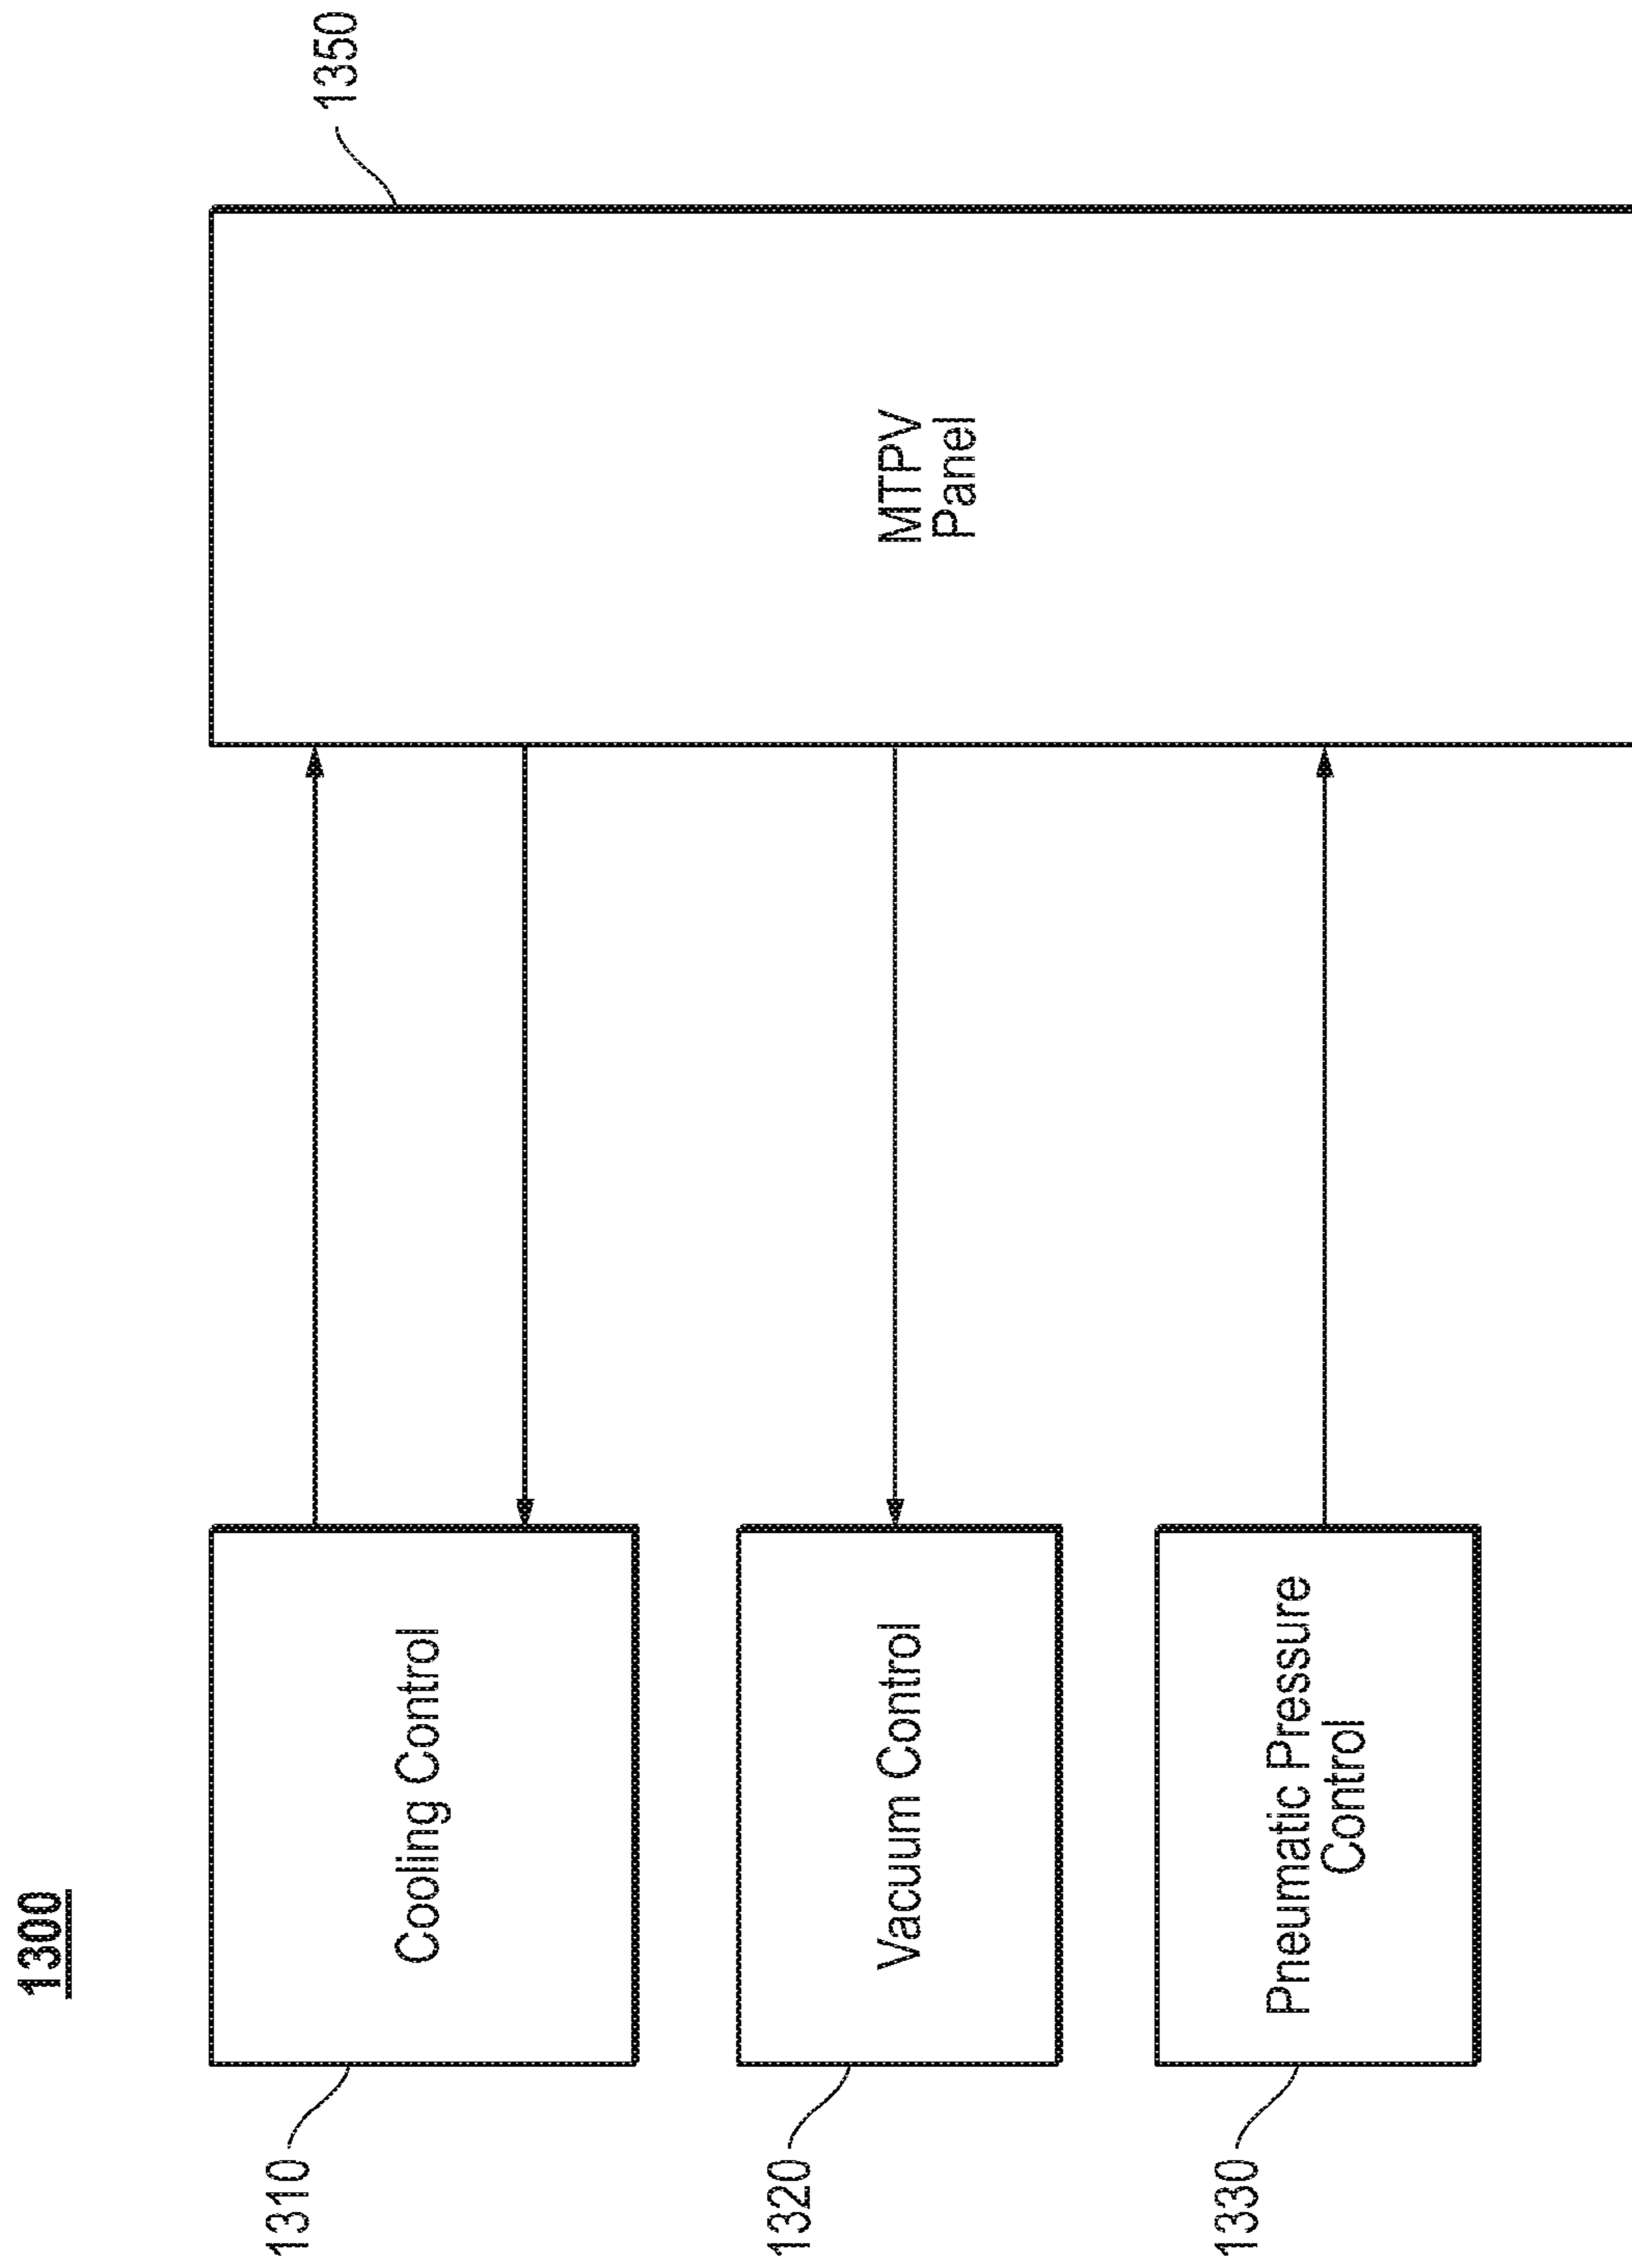 1300
1310
Cooling Control
1320
Vacuum Control
1330
Pneumatic Pressure
Control
MTPV
Panel
1350